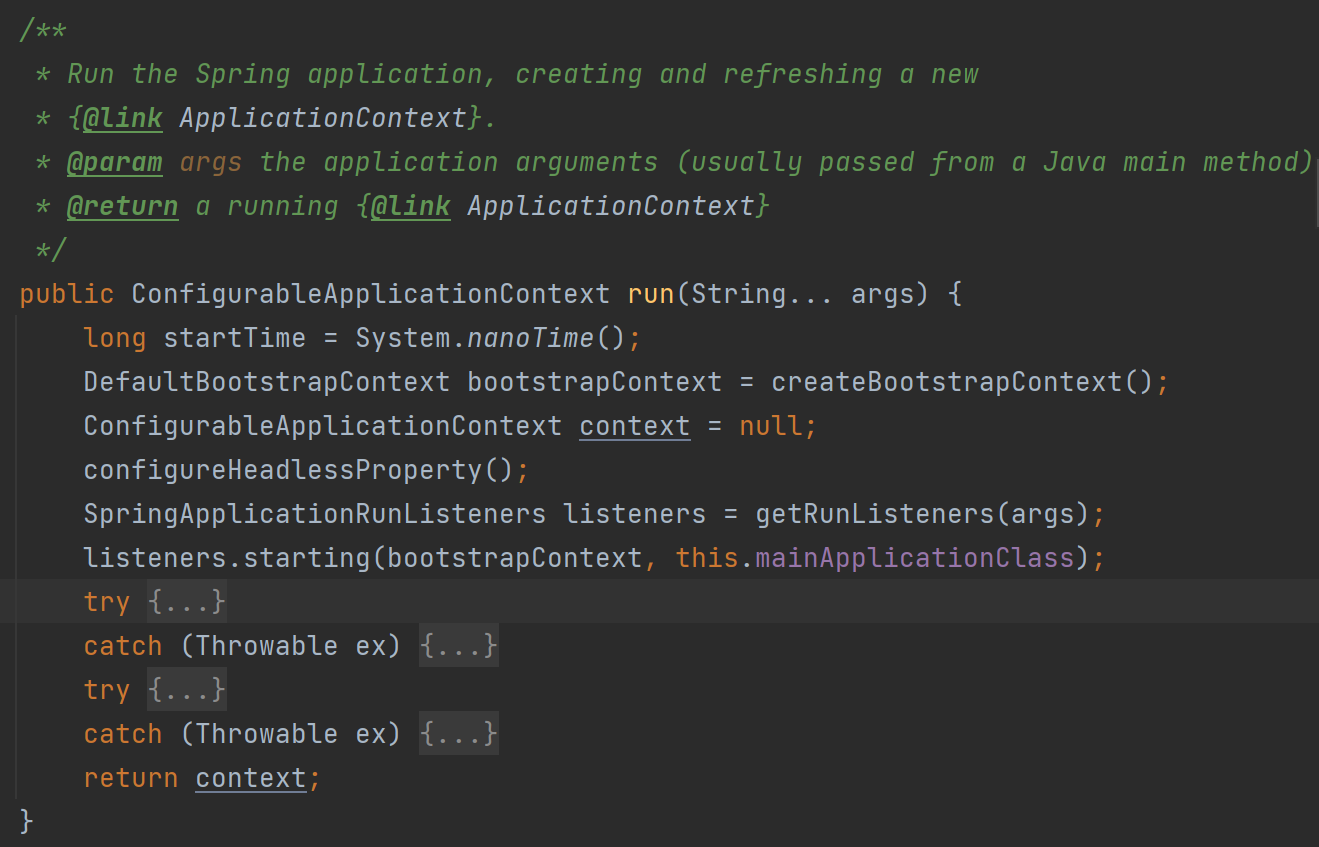 /**
 * Run the Spring application, creating and refreshing a new
 * {@link ApplicationContext}.
 * @param args the application arguments (usually passed from a Java main method)
 * @return a running {@link ApplicationContext}
 */
public ConfigurableApplicationContext run(String... args) {
    long startTime = System.nanoTime();
    DefaultBootstrapContext bootstrapContext = createBootstrapContext();
    ConfigurableApplicationContext context = null;
    configureHeadlessProperty();
    SpringApplicationRunListeners listeners = getRunListeners(args);
    listeners.starting(bootstrapContext, this.mainApplicationClass);
    try {...}
    catch (Throwable ex) {...}
    try {...}
    catch (Throwable ex) {...}
    return context;
}